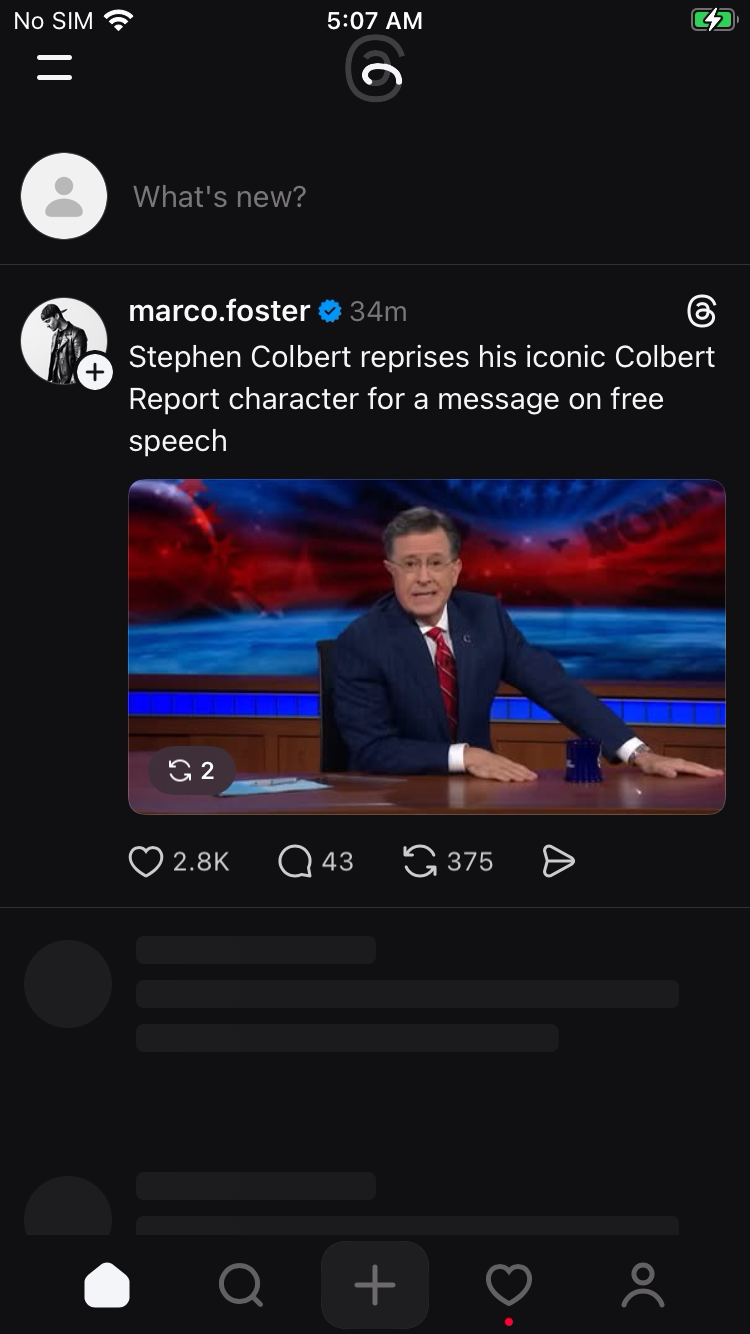 No SIM 5:07 AM
What's new?
marco.foster 34m
Stephen Colbert reprises his iconic Colbert
Report character for a message on free
speech
2
2.8K 43 375